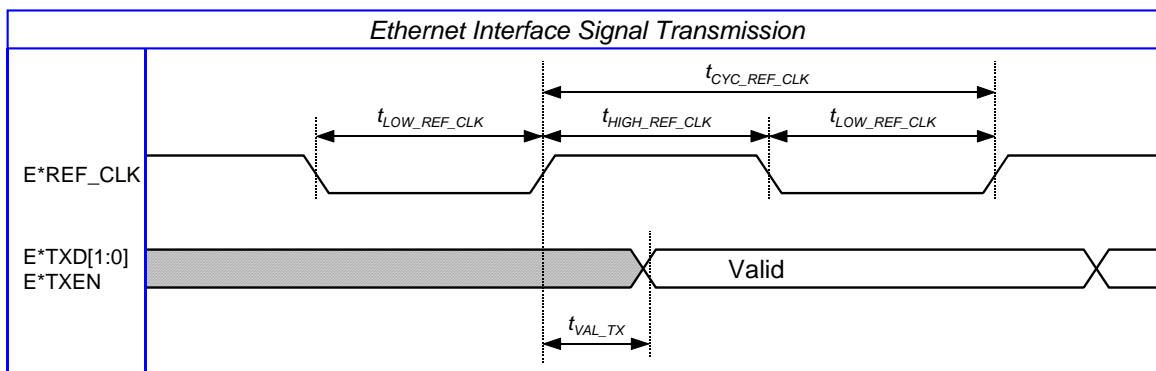 Ethernet Interface Signal Transmission
tCYC_REF_CLK
tLOW_REF_CLK
tHIGH_REF_CLK
tLOW_REF_CLK
E*REF_CLK
E*TXD[1:0]
E*TXEN
Valid
tVAL_TX